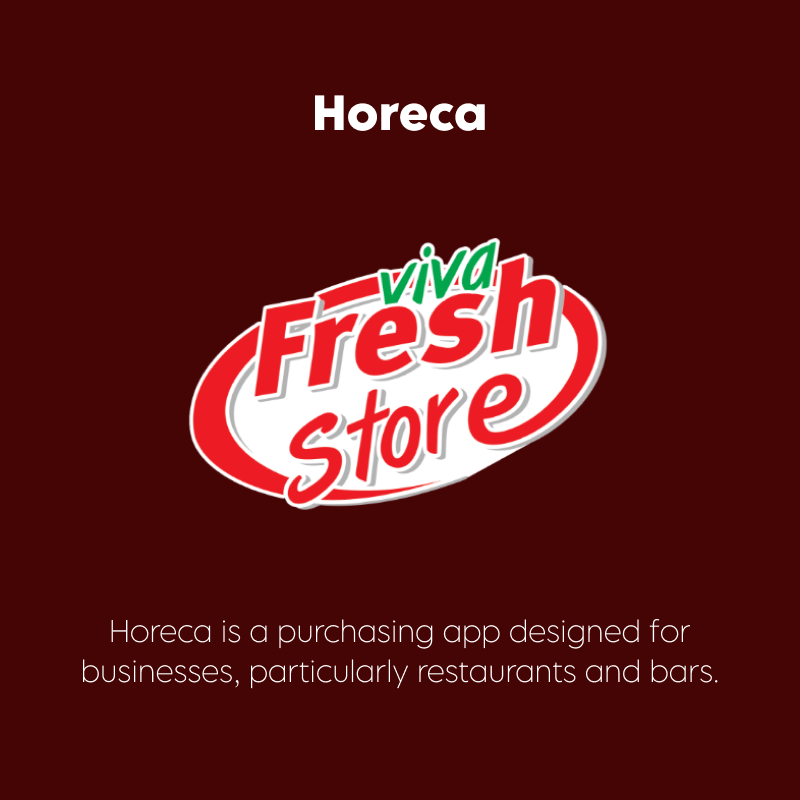 Horeca
viva
Fresh
Store
Horeca is a purchasing app designed for
businesses, particularly restaurants and bars.